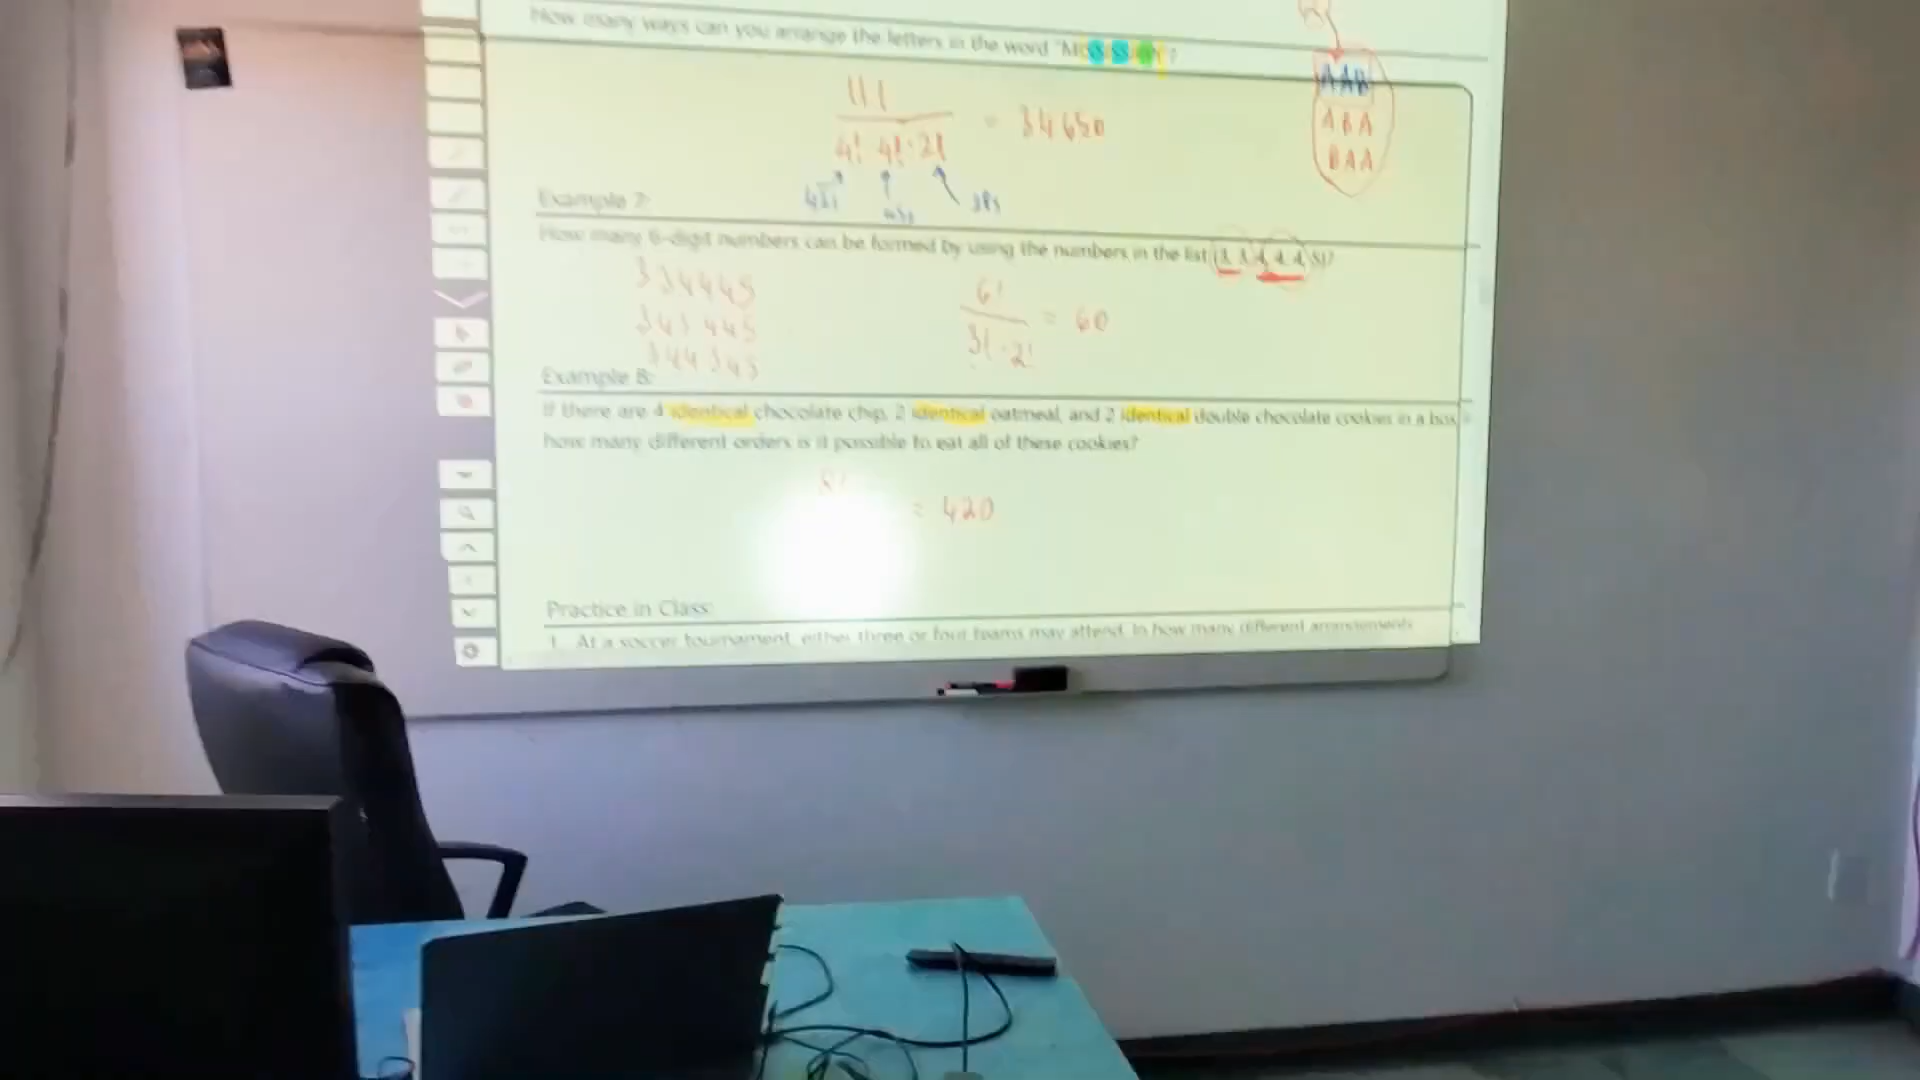 How many ways can you arrange the letters in the word "M
AAB
ABA
BAA
11!
4! 4! · 2! = 34650
4Is 4Ss 2Ps
Example 7:
How many 6-digit numbers can be formed by using the numbers in the list (3, 3, 4, 4, 4, 5)?
334445
343445
344345
6!
3! · 2! = 60
Example 8:
If there are 4 identical chocolate chip, 2 identical oatmeal, and 2 identical double chocolate cookies in a box,
how many different orders is it possible to eat all of these cookies?
8!
= 420
Practice in Class:
1. At a soccer tournament, either three or four teams may attend. In how many different arrangements